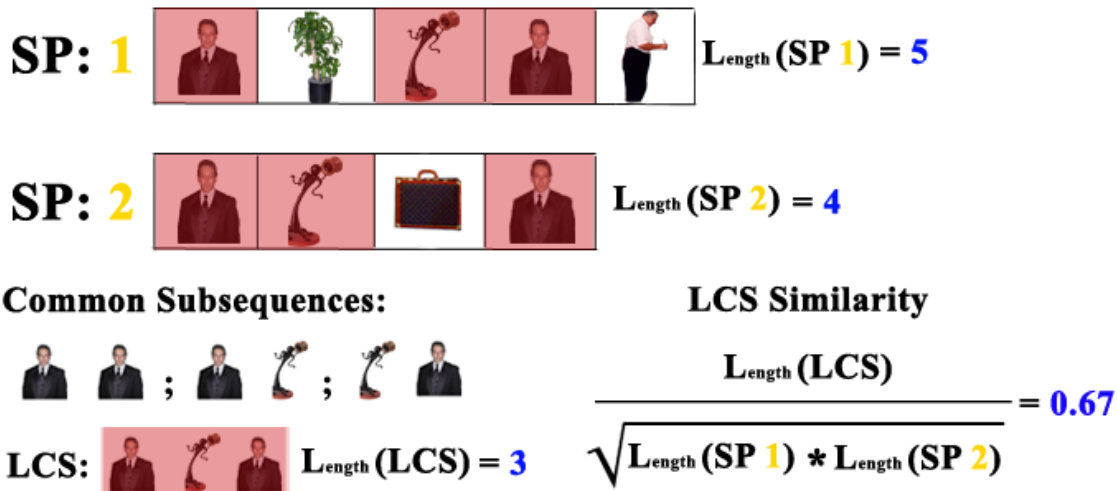 SP: 1
Length (SP 1) = 5
SP: 2
Length (SP 2) = 4
Common Subsequences:
; ;
LCS:
Length (LCS) = 3
LCS Similarity
Length (LCS)
= 0.67
√ Length (SP 1) * Length (SP 2)